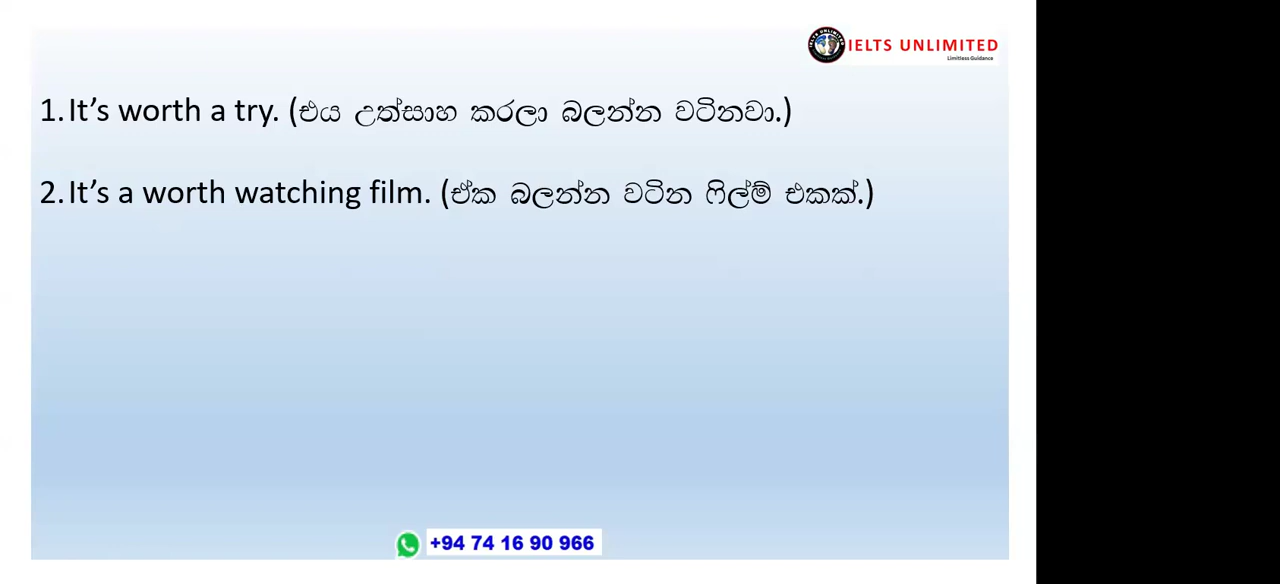 IELTS UNLIMITED
Limitless Guidance
1. It's worth a try. (එය උත්සාහ කරලා බලන්න වටිනවා.)
2. It's a worth watching film. (ඒක බලන්න වටින ෆිල්ම් එකක්.)
+94 74 16 90 966